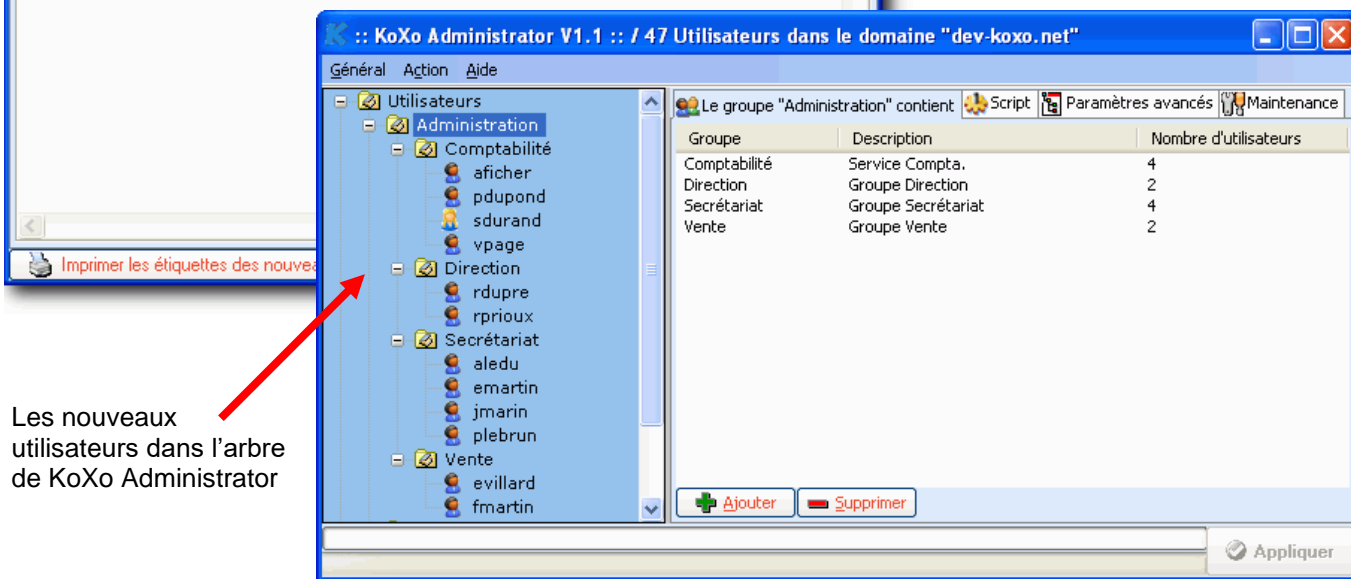 :: KoXo Administrator V1.1 :: / 47 Utilisateurs dans le domaine "dev-koxo.net"
Général Action Aide
Utilisateurs
Administration
Comptabilité
aficher
pdupond
sdurand
vpage
Direction
rdupre
rprioux
Secrétariat
aledu
emartin
jmarin
plebrun
Vente
evillard
fmartin
Le groupe "Administration" contient Script Paramètres avancés Maintenance
Groupe Description Nombre d'utilisateurs
Comptabilité Service Compta. 4
Direction Groupe Direction 2
Secrétariat Groupe Secrétariat 4
Vente Groupe Vente 2
Ajouter Supprimer
Appliquer
Imprimer les étiquettes des
Les nouveaux
utilisateurs dans l'arbre
de KoXo Administrator